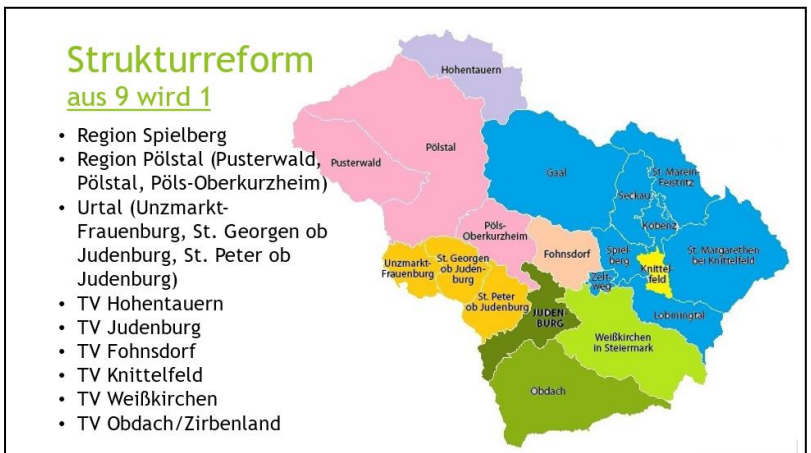 Strukturreform
aus 9 wird 1
• Region Spielberg
• Region Pölstal (Pusterwald,
Pölstal, Pöls-Oberkurzheim)
• Urtal (Unzmarkt-
Frauenburg, St. Georgen ob
Judenburg, St. Peter ob
Judenburg)
• TV Hohentauern
• TV Judenburg
• TV Fohnsdorf
• TV Knittelfeld
• TV Weißkirchen
• TV Obdach/Zirbenland
Hohentauern
Pölstal
Pusterwald
Gaal
St. Marein-
Feistritz
Seckau
Kobenz
Pöls-
Oberkurzheim
Fohnsdorf
Spiel-
berg
St. Margarethen
bei Knittelfeld
Knittel-
feld
Zelt-
weg
Unzmarkt-
Frauenburg
St. Georgen
ob Juden-
burg
St. Peter
ob Judenburg
JUDEN-
BURG
Lobmingtal
Weißkirchen
in Steiermark
Obdach